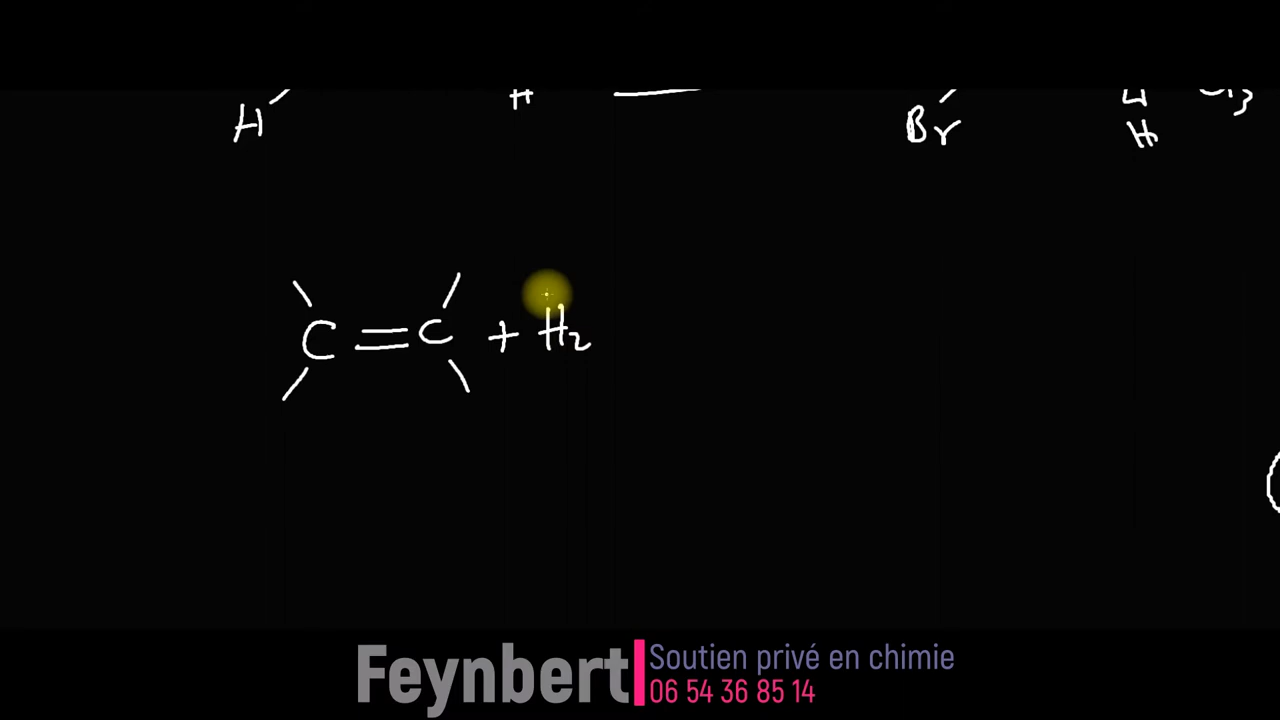 H H Br H
C = C + H2
Feynbert
Soutien privé en chimie
06 54 36 85 14